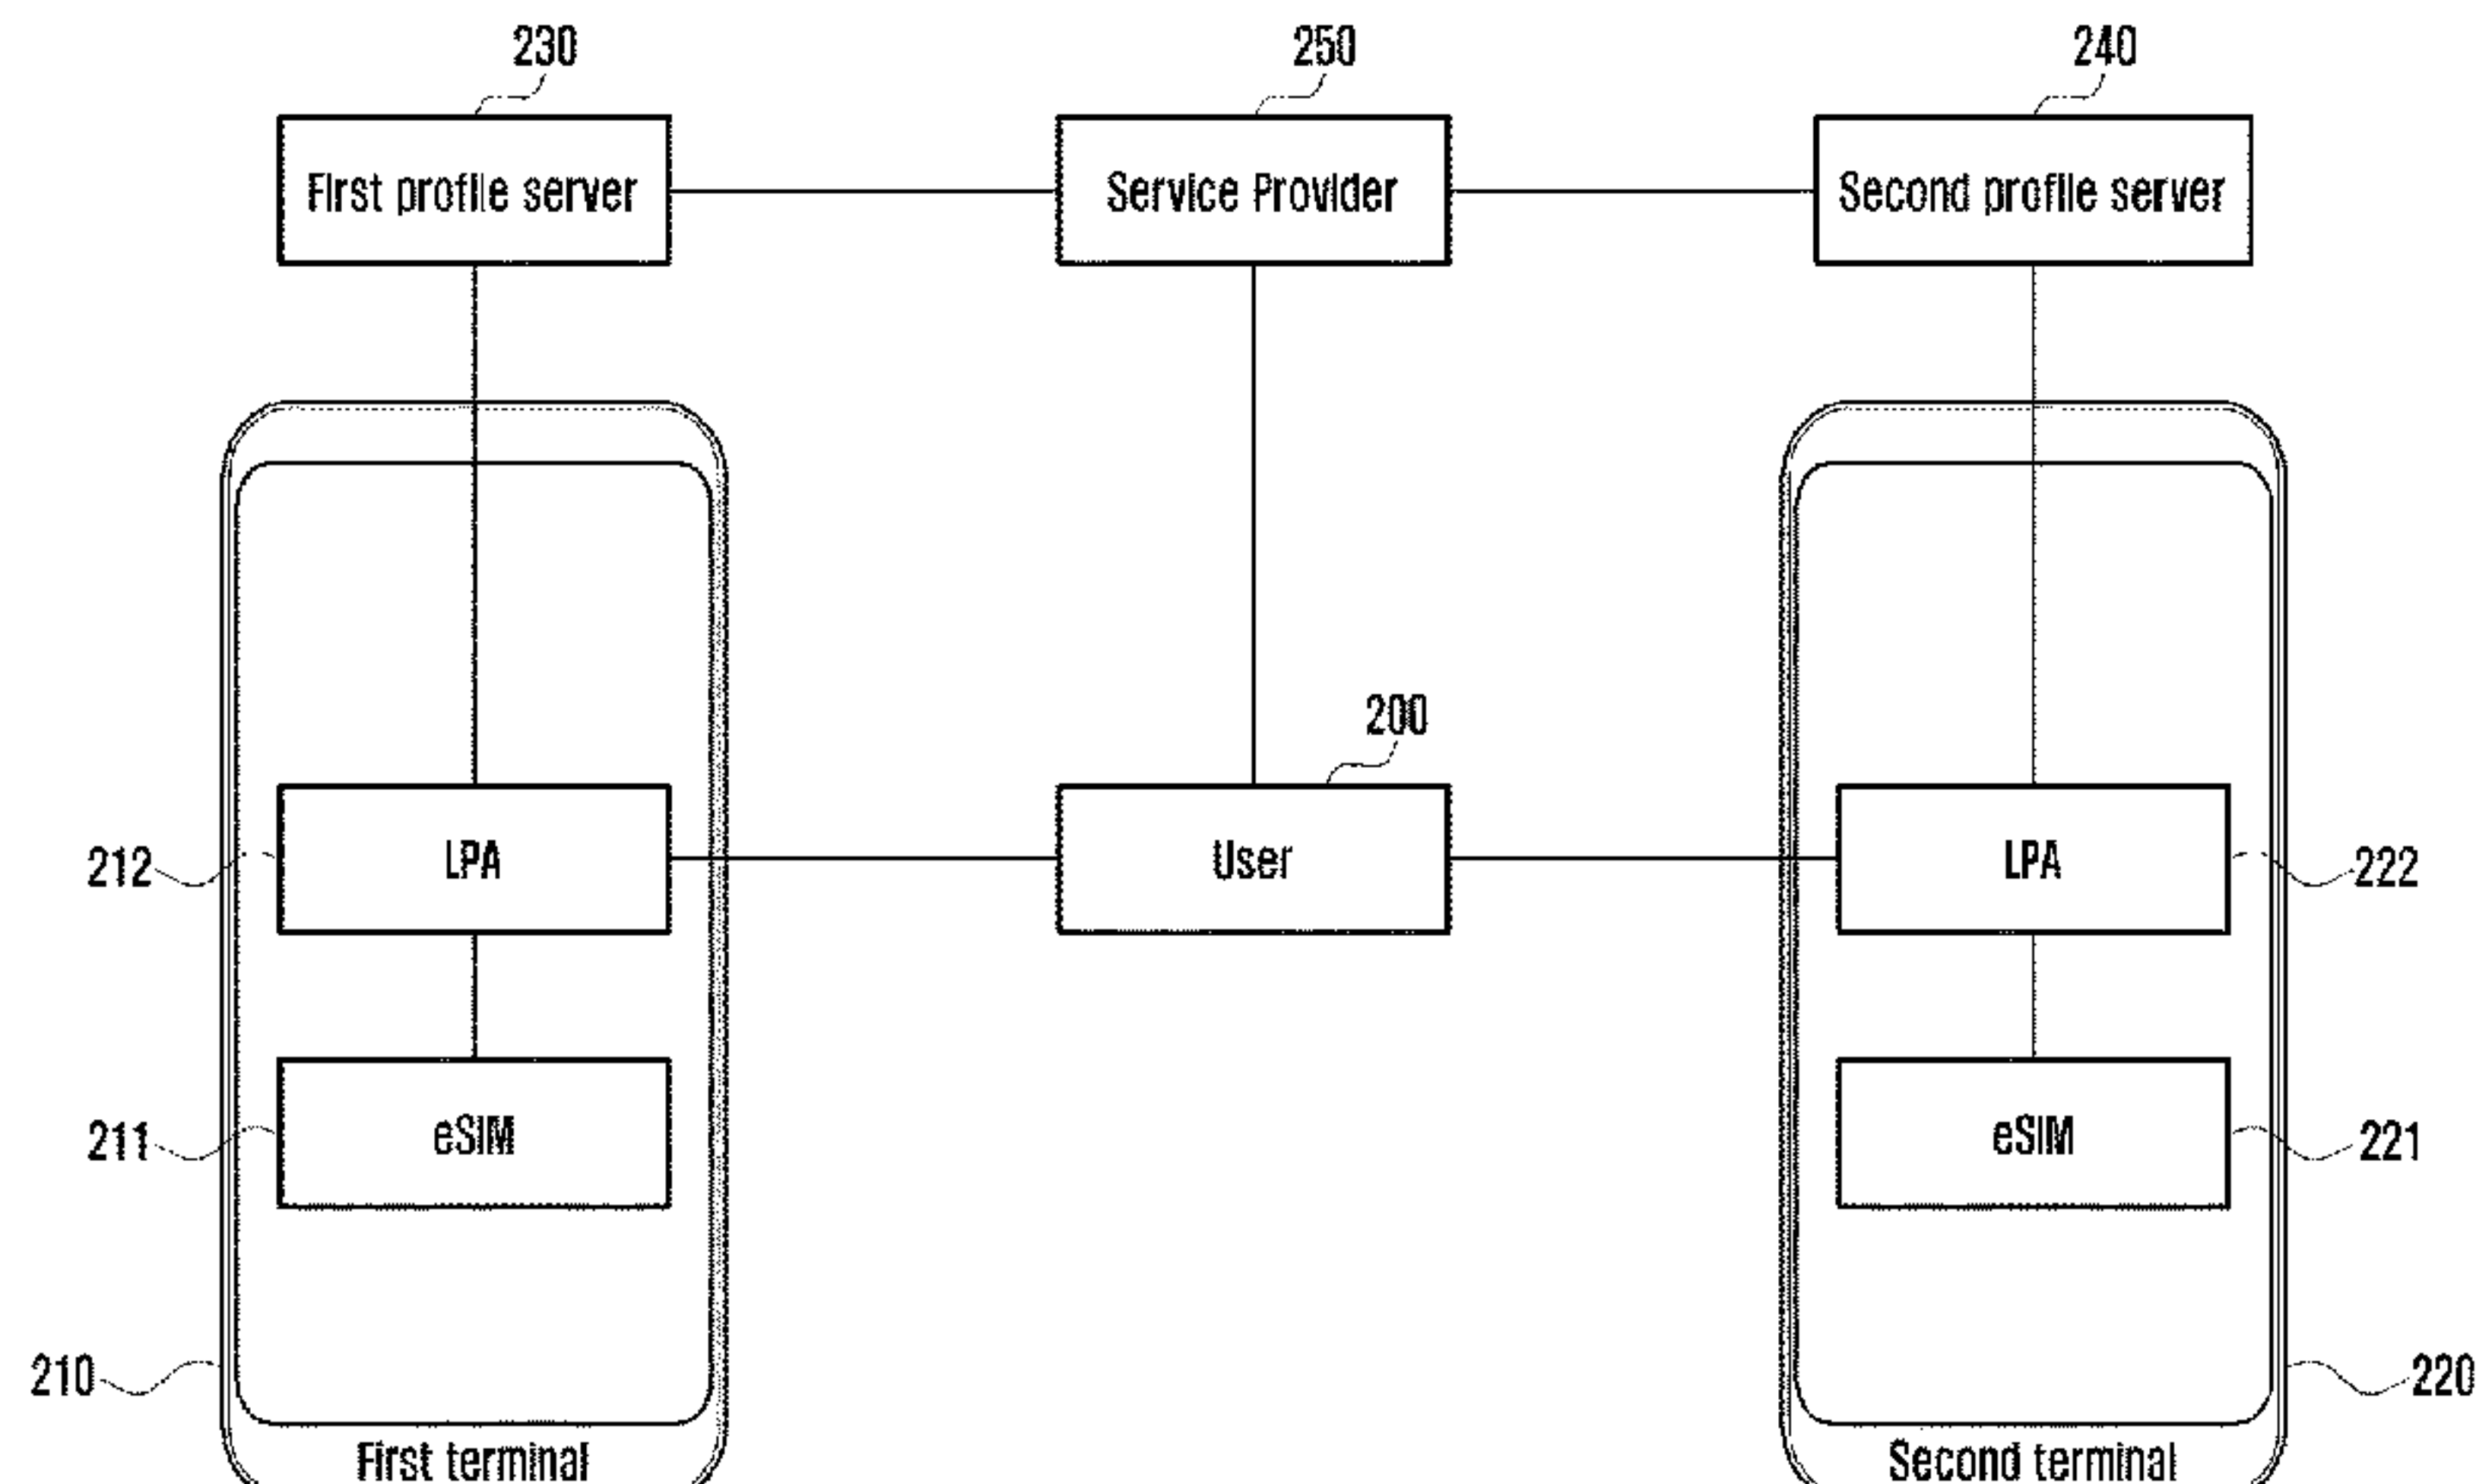 230
250
240
First profile server
Service Provider
Second profile server
200
212
LPA
User
LPA
222
211
eSIM
eSIM
221
210
220
First terminal
Second terminal